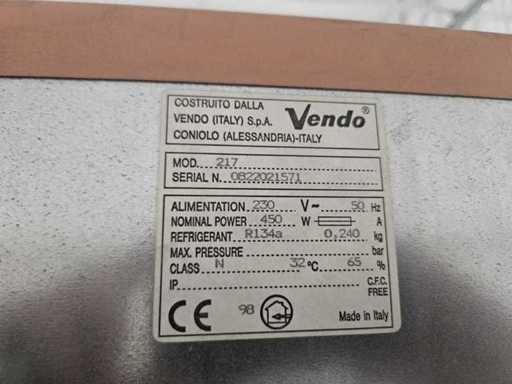 COSTRUITO DALLA
VENDO (ITALY) S.p.A. Vendo®
CONIOLO (ALESSANDRIA)-ITALY
MOD. 217
SERIAL N. 0822021571
ALIMENTATION 230 V~ 50 Hz
NOMINAL POWER 450 W A
REFRIGERANT R134a 0,240 kg
MAX. PRESSURE bar
CLASS N 32 °C 65 %
IP C.F.C.
FREE
CE 98 Made in Italy